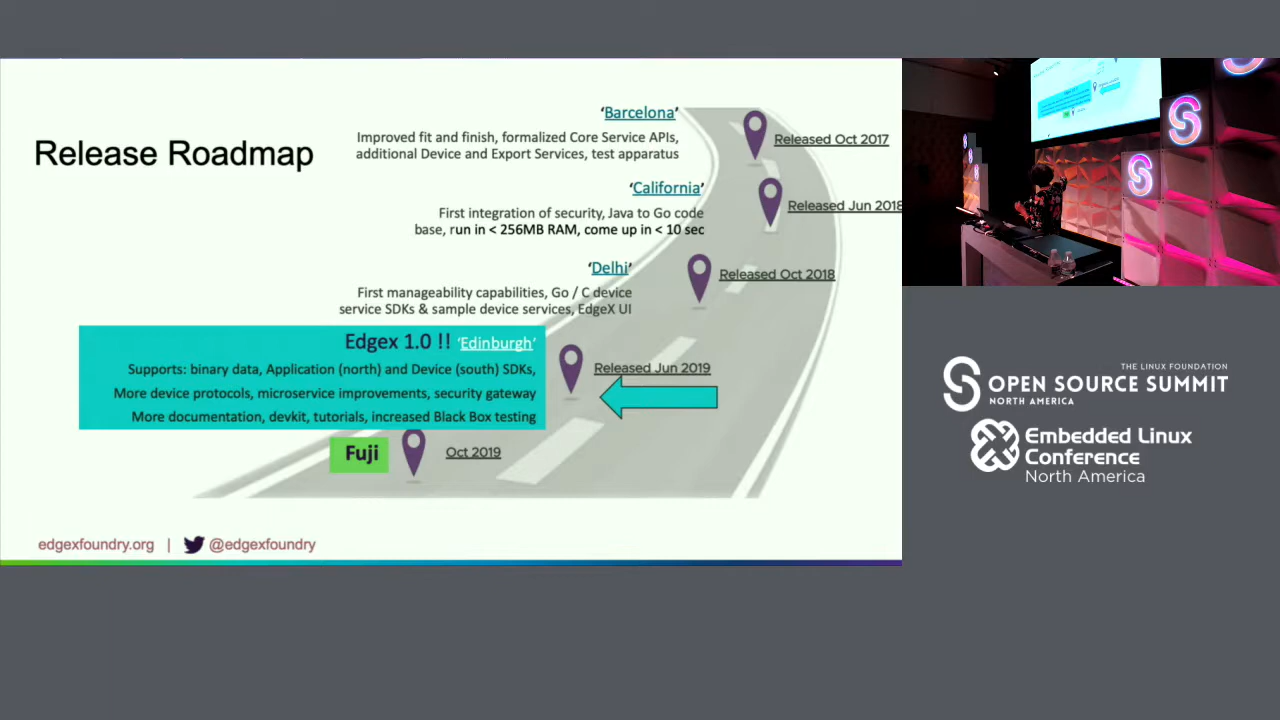 Release Roadmap
‘Barcelona’
Improved fit and finish, formalized Core Service APIs,
additional Device and Export Services, test apparatus
Released Oct 2017
‘California’
First integration of security, Java to Go code
base, run in < 256MB RAM, come up in < 10 sec
Released Jun 2018
‘Delhi’
First manageability capabilities, Go / C device
service SDKs & sample device services, EdgeX UI
Released Oct 2018
Edgex 1.0 !! ‘Edinburgh’
Supports: binary data, Application (north) and Device (south) SDKs,
More device protocols, microservice improvements, security gateway
More documentation, devkit, tutorials, increased Black Box testing
Released Jun 2019
Fuji
Oct 2019
edgexfoundry.org | @edgexfoundry
THE LINUX FOUNDATION
OPEN SOURCE SUMMIT
NORTH AMERICA
Embedded Linux
Conference
North America